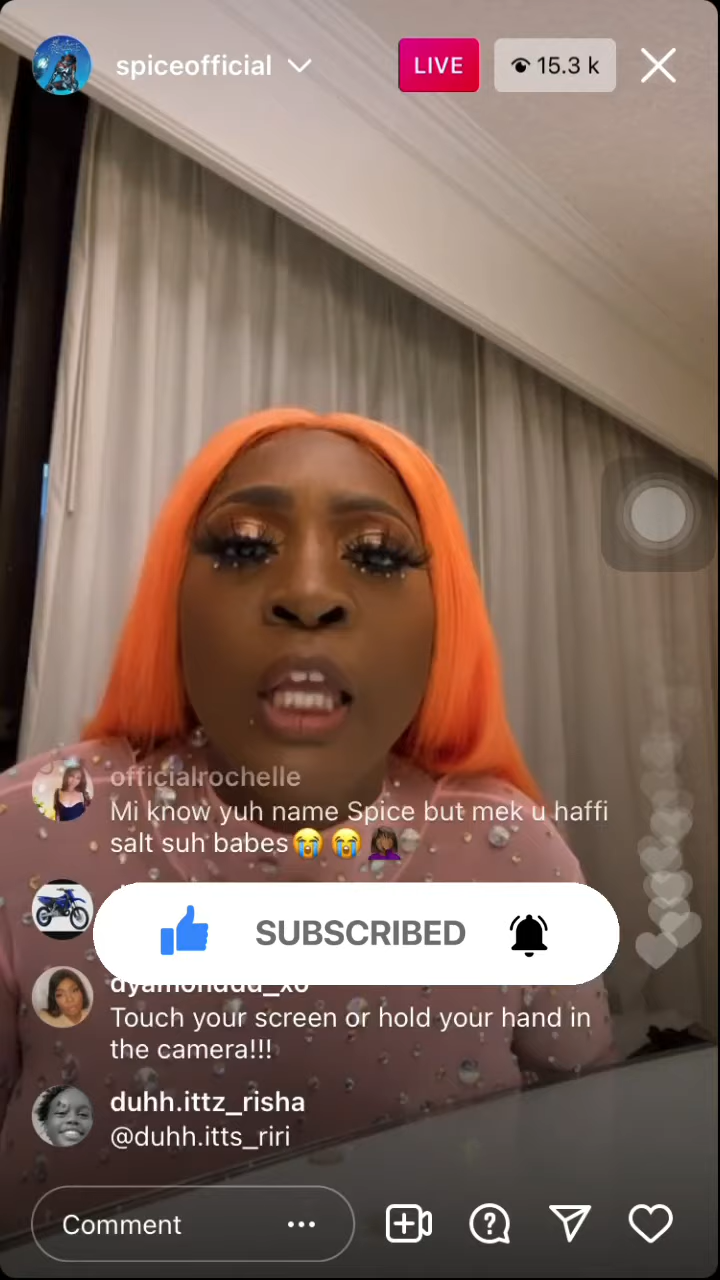 spiceofficial
LIVE
15.3 k
officialrochelle
Mi know yuh name Spice but mek u haffi
salt suh babes😭😭🤦🏾‍♀️
SUBSCRIBED
Touch your screen or hold your hand in
the camera!!!
duhh.ittz_risha
@duhh.itts_riri
Comment